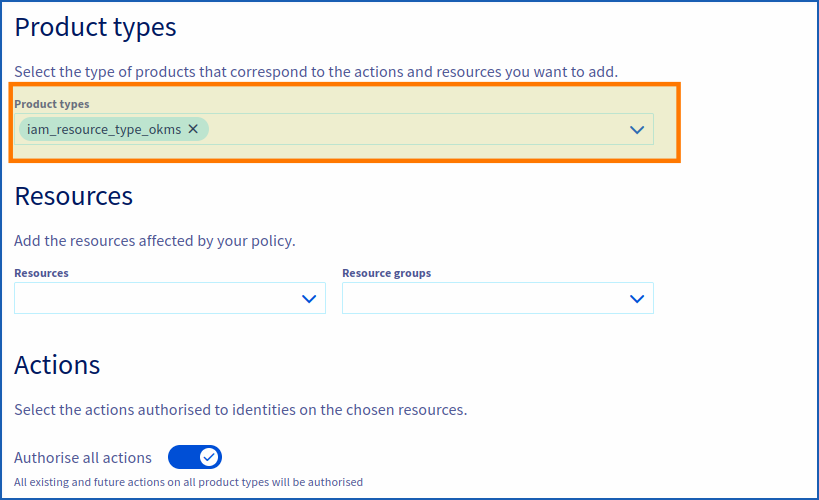 Product types
Select the type of products that correspond to the actions and resources you want to add.
Product types
iam_resource_type_okms
Resources
Add the resources affected by your policy.
Resources
Resource groups
Actions
Select the actions authorised to identities on the chosen resources.
Authorise all actions
All existing and future actions on all product types will be authorised